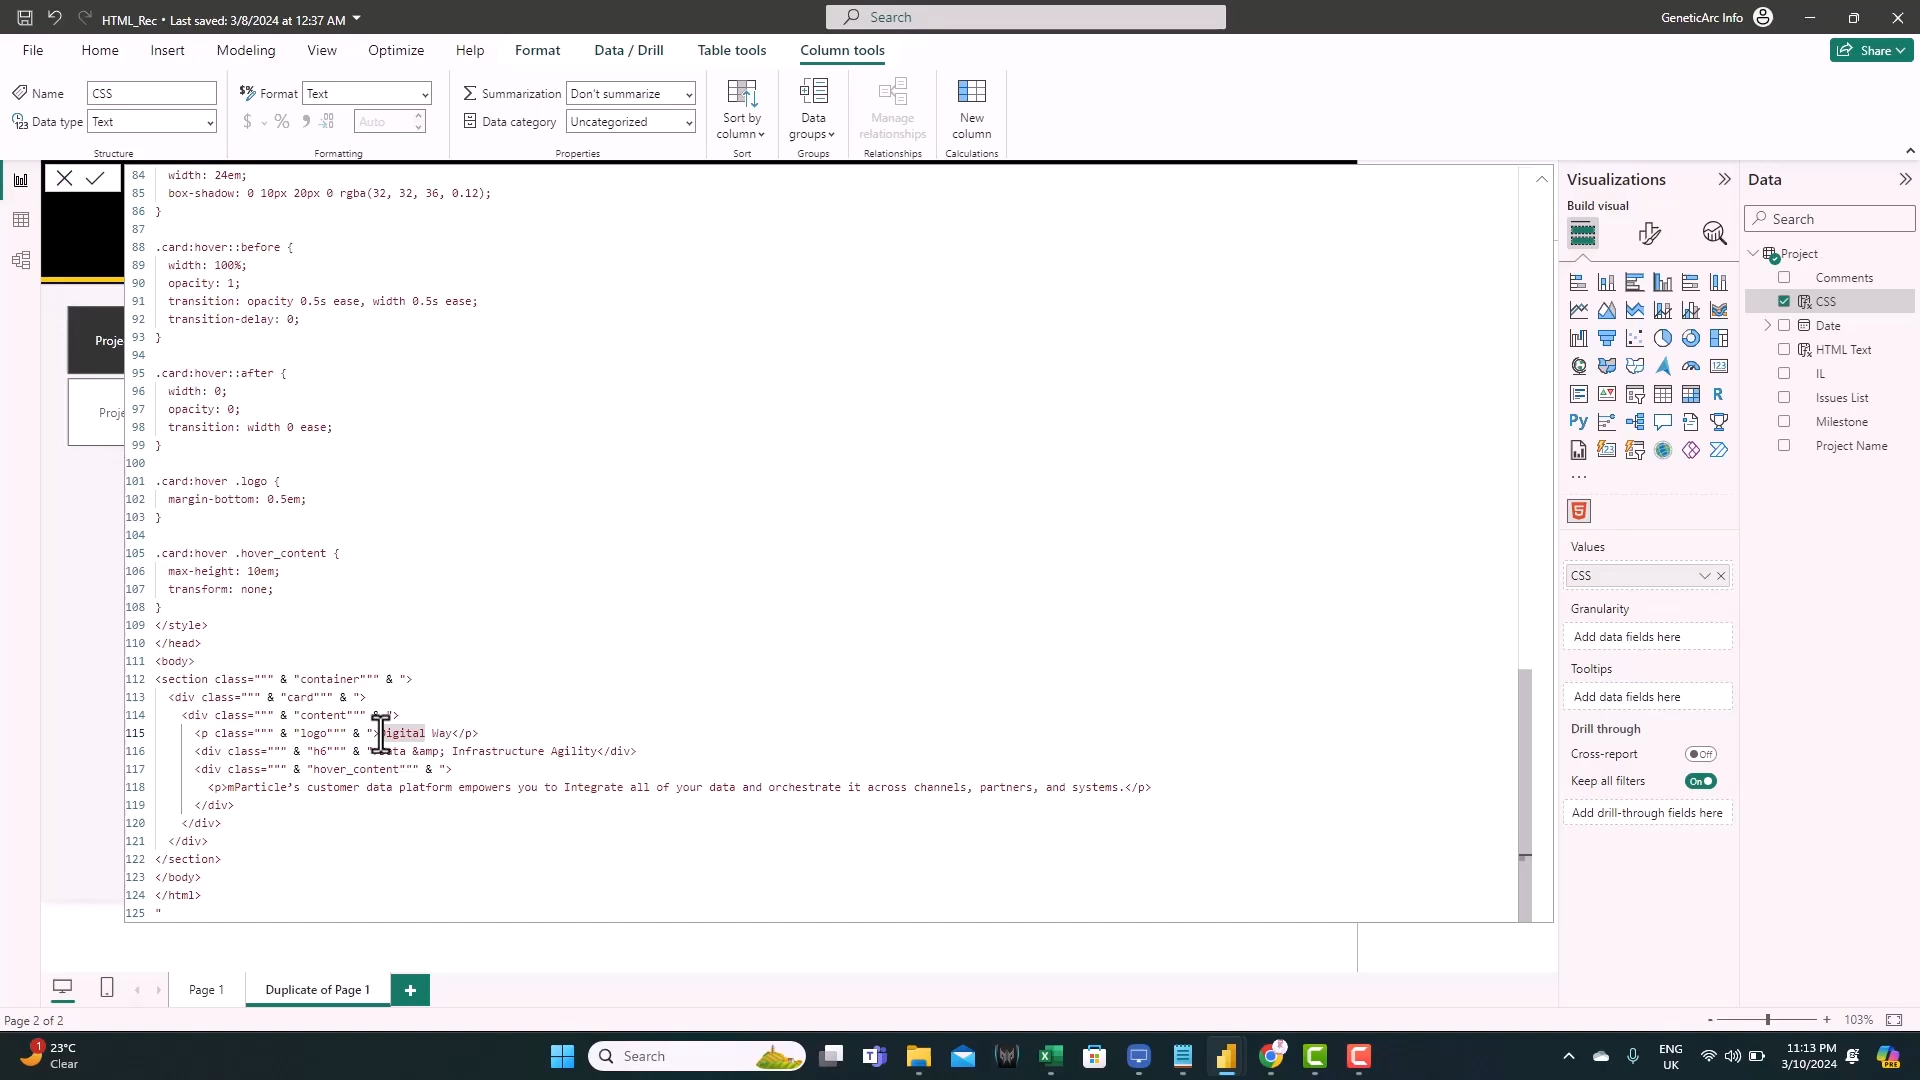 HTML_Rec • Last saved: 3/8/2024 at 12:37 AM
Search
GeneticArc Info
File
Home
Insert
Modeling
View
Optimize
Help
Format
Data / Drill
Table tools
Column tools
Share
Name
CSS
Data type
Text
Structure
Format
Text
$
%
Auto
Formatting
Summarization
Don't summarize
Data category
Uncategorized
Properties
Sort by
column
Sort
Data
groups
Groups
Manage
relationships
Relationships
New
column
Calculations
84 width: 24em;
85 box-shadow: 0 10px 20px 0 rgba(32, 32, 36, 0.12);
86 }
87
88 .card:hover::before {
89 width: 100%;
90 opacity: 1;
91 transition: opacity 0.5s ease, width 0.5s ease;
92 transition-delay: 0;
93 }
94
95 .card:hover::after {
96 width: 0;
97 opacity: 0;
98 transition: width 0 ease;
99 }
100
101 .card:hover .logo {
102 margin-bottom: 0.5em;
103 }
104
105 .card:hover .hover_content {
106 max-height: 10em;
107 transform: none;
108 }
109 </style>
110 </head>
111 <body>
112 <section class=""" & "container""" & ">
113 <div class=""" & "card""" & ">
114 <div class=""" & "content""" & ">
115 <p class=""" & "logo""" & ">Digital Way</p>
116 <div class=""" & "h6""" & ">Data &amp; Infrastructure Agility</div>
117 <div class=""" & "hover_content""" & ">
118 <p>mParticle’s customer data platform empowers you to Integrate all of your data and orchestrate it across channels, partners, and systems.</p>
119 </div>
120 </div>
121 </div>
122 </section>
123 </body>
124 </html>
125 "
Proje
Proje
Visualizations
Build visual
123
R
Py
123
...
5
Values
CSS
Granularity
Add data fields here
Tooltips
Add data fields here
Drill through
Cross-report
Off
Keep all filters
On
Add drill-through fields here
Data
Search
Project
Comments
CSS
Date
HTML Text
IL
Issues List
Milestone
Project Name
Page 1
Duplicate of Page 1
+
Page 2 of 2
- + 103%
1
23°C
Clear
Search
ENG
UK
11:13 PM
3/10/2024
PRE